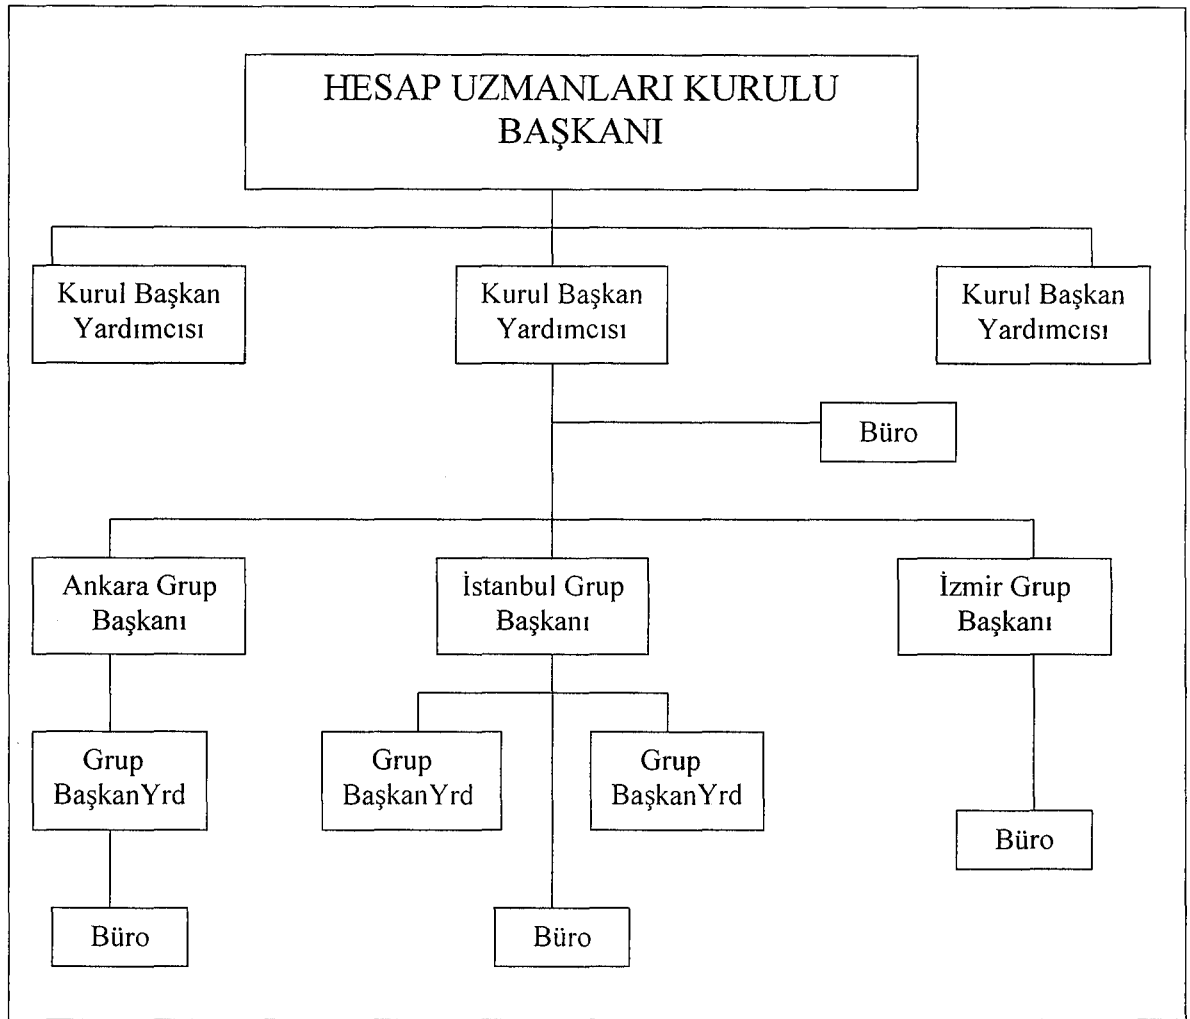 HESAP UZMANLARI KURULU
BAŞKANI
Kurul Başkan
Yardımcısı
Kurul Başkan
Yardımcısı
Kurul Başkan
Yardımcısı
Büro
Ankara Grup
Başkanı
İstanbul Grup
Başkanı
İzmir Grup
Başkanı
Grup
BaşkanYrd
Grup
BaşkanYrd
Grup
BaşkanYrd
Büro
Büro
Büro